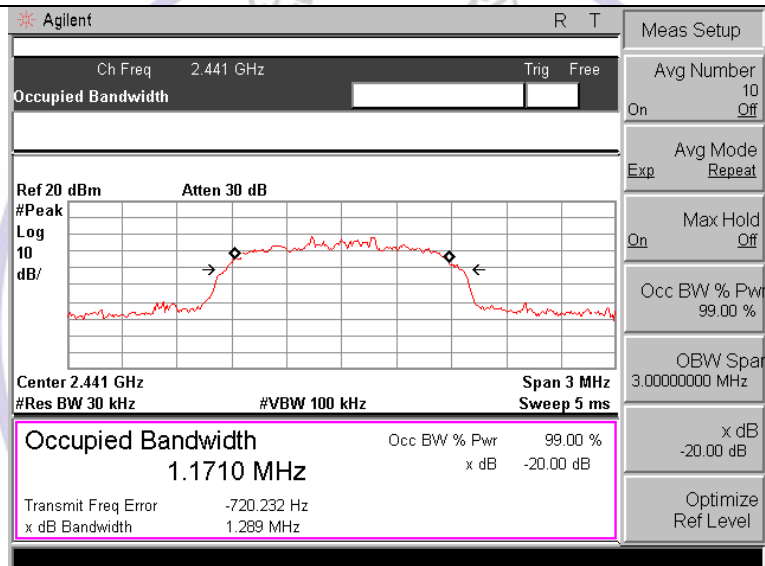 Agilent R T
Ch Freq 2.441 GHz Trig Free
Occupied Bandwidth
Ref 20 dBm Atten 30 dB
#Peak
Log
10
dB/
Center 2.441 GHz Span 3 MHz
#Res BW 30 kHz #VBW 100 kHz Sweep 5 ms
Occupied Bandwidth Occ BW % Pwr 99.00 %
1.1710 MHz x dB -20.00 dB
Transmit Freq Error -720.232 Hz
x dB Bandwidth 1.289 MHz
Meas Setup
Avg Number
10
On Off
Avg Mode
Exp Repeat
Max Hold
On Off
Occ BW % Pwr
99.00 %
OBW Span
3.00000000 MHz
x dB
-20.00 dB
Optimize
Ref Level